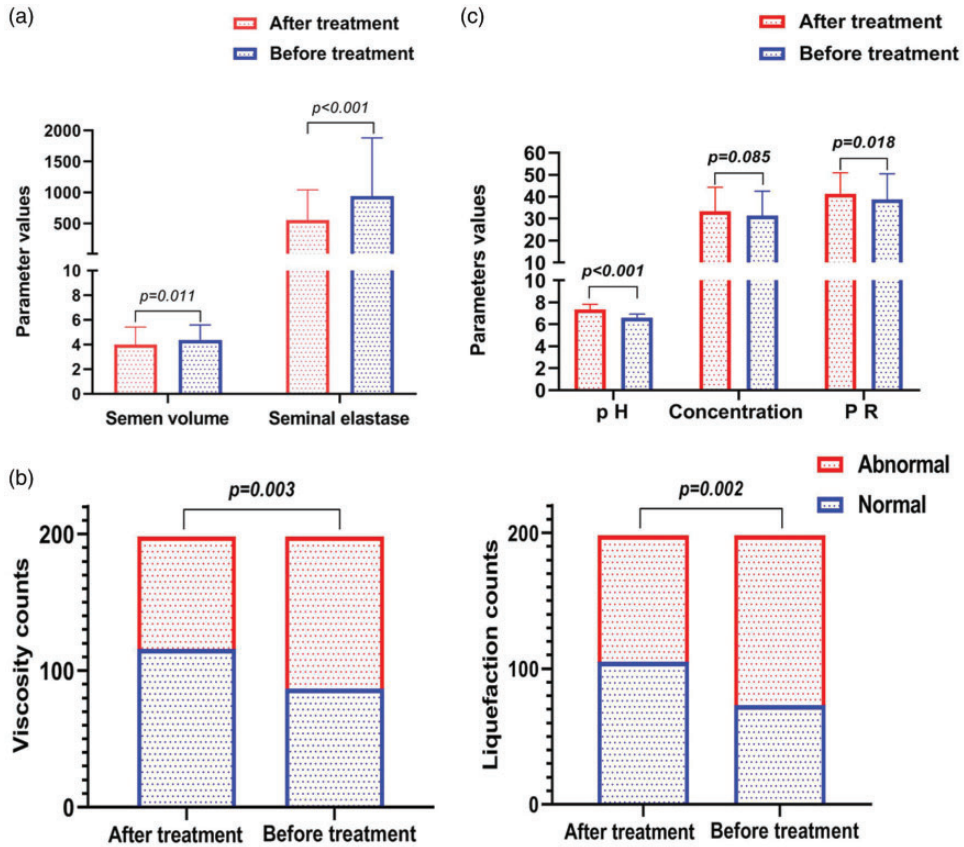 (a)
After treatment
Before treatment
p<0.001
2000
1500
1000
500
Parameter values
10
8
6
4
2
0
p=0.011
Semen volume Seminal elastase
(c)
After treatment
Before treatment
p=0.018
p=0.085
60
50
40
30
20
10
Parameters values
p<0.001
10
8
6
4
2
0
p H Concentration P R
(b)
p=0.003
200
100
0
Viscosity counts
After treatment Before treatment
Abnormal
Normal
p=0.002
200
100
0
Liquefaction counts
After treatment Before treatment